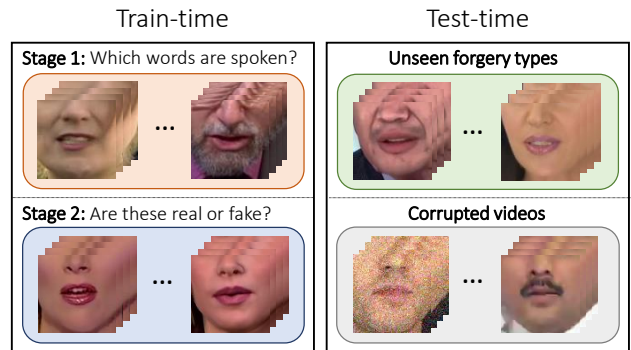 Train-time
Test-time
Stage 1: Which words are spoken?
Unseen forgery types
...
...
Stage 2: Are these real or fake?
Corrupted videos
...
...